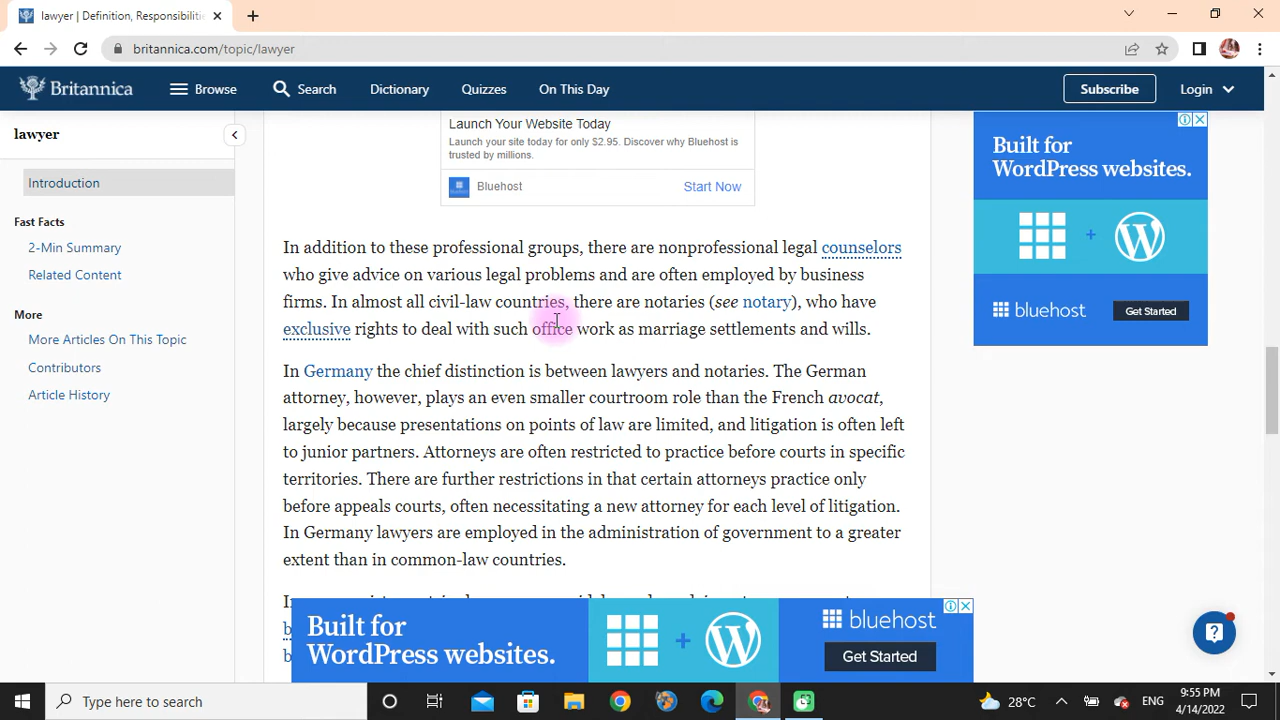 lawyer | Definition, Responsibiliti
britannica.com/topic/lawyer
Britannica
Browse
Search
Dictionary
Quizzes
On This Day
Subscribe
Login
lawyer
Introduction
Fast Facts
2-Min Summary
Related Content
More
More Articles On This Topic
Contributors
Article History
Launch Your Website Today
Launch your site today for only $2.95. Discover why Bluehost is
trusted by millions.
Bluehost
Start Now
In addition to these professional groups, there are nonprofessional legal counselors
who give advice on various legal problems and are often employed by business
firms. In almost all civil-law countries, there are notaries (see notary), who have
exclusive rights to deal with such office work as marriage settlements and wills.
In Germany the chief distinction is between lawyers and notaries. The German
attorney, however, plays an even smaller courtroom role than the French avocat,
largely because presentations on points of law are limited, and litigation is often left
to junior partners. Attorneys are often restricted to practice before courts in specific
territories. There are further restrictions in that certain attorneys practice only
before appeals courts, often necessitating a new attorney for each level of litigation.
In Germany lawyers are employed in the administration of government to a greater
extent than in common-law countries.
Built for
WordPress websites.
bluehost
Get Started
Built for
WordPress websites.
bluehost
Get Started
Type here to search
28°C
ENG
9:55 PM
4/14/2022